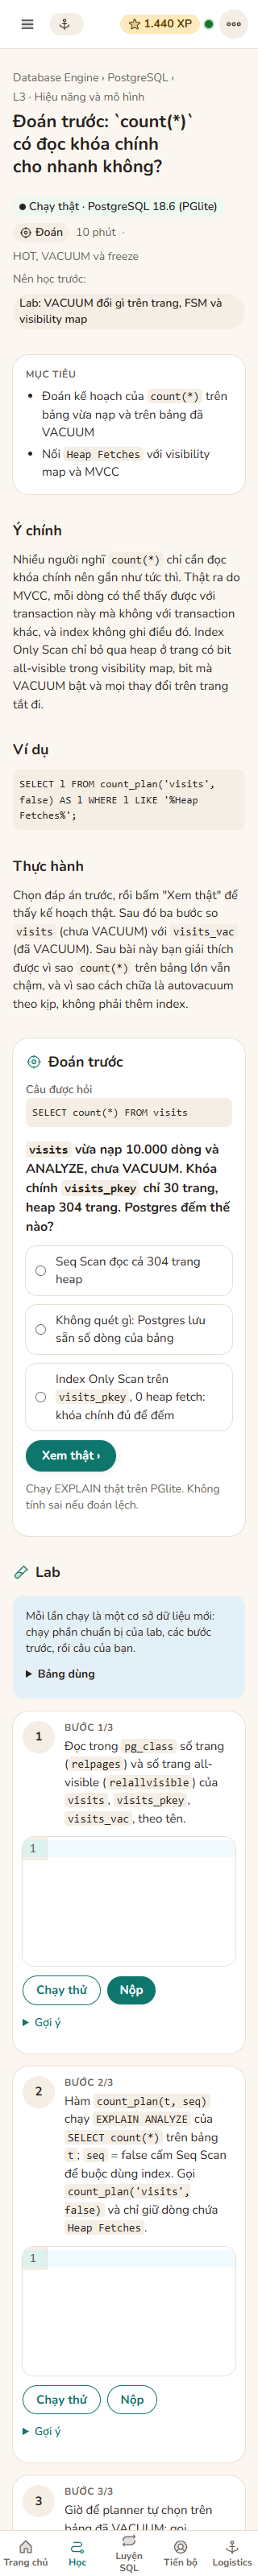 1.440 XP
Database Engine › PostgreSQL ›
L3 · Hiệu năng và mô hình
Đoán trước: `count(*)`
có đọc khóa chính
cho nhanh không?
Chạy thật · PostgreSQL 18.6 (PGlite)
Đoán 10 phút ·
HOT, VACUUM và freeze
Nên học trước:
Lab: VACUUM đổi gì trên trang, FSM và
visibility map
MỤC TIÊU
• Đoán kế hoạch của count(*) trên
bảng vừa nạp và trên bảng đã
VACUUM
• Nối Heap Fetches với visibility
map và MVCC
Ý chính
Nhiều người nghĩ count(*) chỉ cần đọc
khóa chính nên gần như tức thì. Thật ra do
MVCC, mỗi dòng có thể thấy được với
transaction này mà không với transaction
khác, và index không ghi điều đó. Index
Only Scan chỉ bỏ qua heap ở trang có bit
all-visible trong visibility map, bit mà
VACUUM bật và mọi thay đổi trên trang
tắt đi.
Ví dụ
SELECT l FROM count_plan('visits',
false) AS l WHERE l LIKE '%Heap
Fetches%';
Thực hành
Chọn đáp án trước, rồi bấm "Xem thật" để
thấy kế hoạch thật. Sau đó ba bước so
visits (chưa VACUUM) với visits_vac
(đã VACUUM). Sau bài này bạn giải thích
được vì sao count(*) trên bảng lớn vẫn
chậm, và vì sao cách chữa là autovacuum
theo kịp, không phải thêm index.
Đoán trước
Câu được hỏi
SELECT count(*) FROM visits
visits vừa nạp 10.000 dòng và
ANALYZE, chưa VACUUM. Khóa
chính visits_pkey chỉ 30 trang,
heap 304 trang. Postgres đếm thế
nào?
Seq Scan đọc cả 304 trang
heap
Không quét gì: Postgres lưu
sẵn số dòng của bảng
Index Only Scan trên
visits_pkey, 0 heap fetch:
khóa chính đủ để đếm
Xem thật ›
Chạy EXPLAIN thật trên PGlite. Không
tính sai nếu đoán lệch.
Lab
Mỗi lần chạy là một cơ sở dữ liệu mới:
chạy phần chuẩn bị của lab, các bước
trước, rồi câu của bạn.
▶ Bảng dùng
1
BƯỚC 1/3
Đọc trong pg_class số trang
(relpages) và số trang all-
visible (relallvisible) của
visits, visits_pkey,
visits_vac, theo tên.
1
Chạy thử Nộp
▶ Gợi ý
2
BƯỚC 2/3
Hàm count_plan(t, seq)
chạy EXPLAIN ANALYZE của
SELECT count(*) trên bảng
t; seq = false cấm Seq Scan
để buộc dùng index. Gọi
count_plan('visits',
false) và chỉ giữ dòng chứa
Heap Fetches.
1
Chạy thử Nộp
▶ Gợi ý
3
BƯỚC 3/3
Giờ để planner tự chọn trên
bảng đã VACUUM: gọi
Trang chủ Học Luyện SQL Tiến bộ Logistics